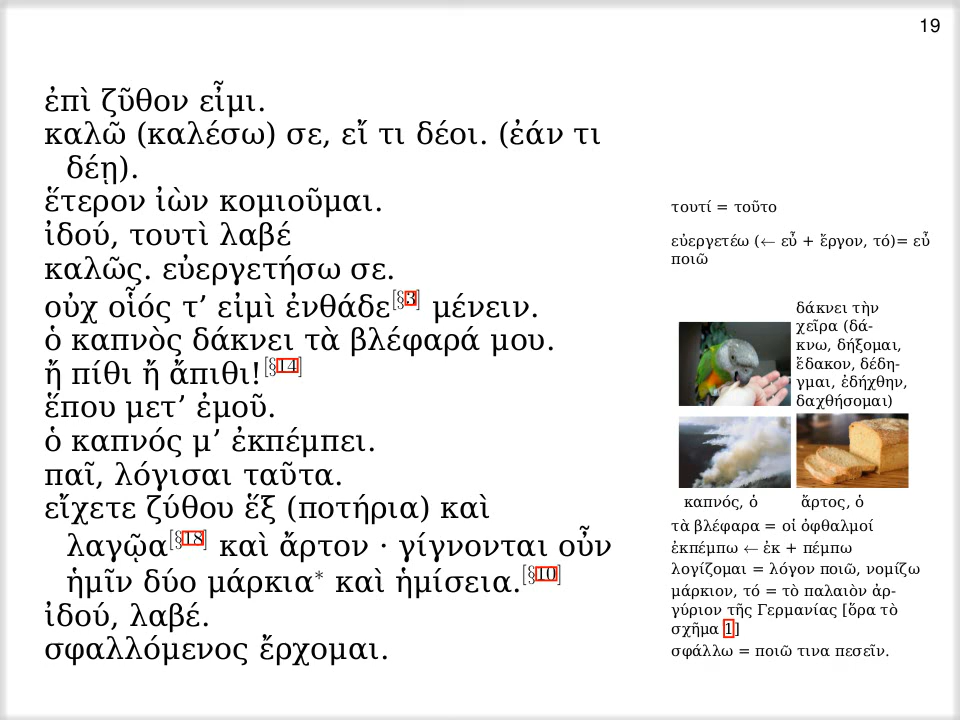 19
ἐπὶ ζῦθον εἶμι.
καλῶ (καλέσω) σε, εἴ τι δέοι. (ἐάν τι
δέῃ).
ἕτερον ἰὼν κομιοῦμαι.
ἰδού, τουτὶ λαβέ
καλῶς. εὐεργετήσω σε.
οὐχ οἷός τ’ εἰμὶ ἐνθάδε[§3] μένειν.
ὁ καπνὸς δάκνει τὰ βλέφαρά μου.
ἢ πίθι ἢ ἄπιθι![§14]
ἕπου μετ’ ἐμοῦ.
ὁ καπνός μ’ ἐκπέμπει.
παῖ, λόγισαι ταῦτα.
εἴχετε ζύθου ἕξ (ποτήρια) καὶ
λαγῷα[§18] καὶ ἄρτον · γίγνονται οὖν
ἡμῖν δύο μάρκια* καὶ ἡμίσεια.[§10]
ἰδού, λαβέ.
σφαλλόμενος ἔρχομαι.
τουτί = τοῦτο
εὐεργετέω (← εὖ + ἔργον, τό)= εὖ
ποιῶ
δάκνει τὴν
χεῖρα (δά-
κνω, δήξομαι,
ἔδακον, δέδη-
γμαι, ἐδήχθην,
δαχθήσομαι)
καπνός, ὁ
ἄρτος, ὁ
τὰ βλέφαρα = οἱ ὀφθαλμοί
ἐκπέμπω ← ἐκ + πέμπω
λογίζομαι = λόγον ποιῶ, νομίζω
μάρκιον, τό = τὸ παλαιὸν ἀρ-
γύριον τῆς Γερμανίας [ὅρα τὸ
σχῆμα 1]
σφάλλω = ποιῶ τινα πεσεῖν.